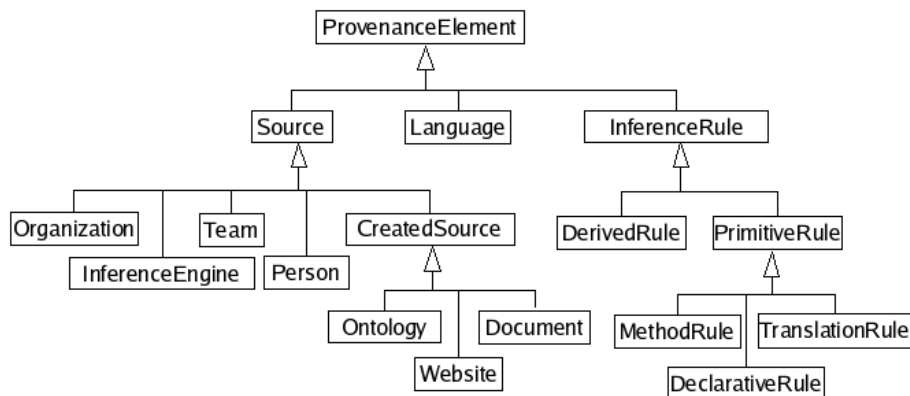 ProvenanceElement
Source
Language
InferenceRule
Organization
Team
CreatedSource
DerivedRule
PrimitiveRule
InferenceEngine
Person
Ontology
Document
MethodRule
TranslationRule
Website
DeclarativeRule